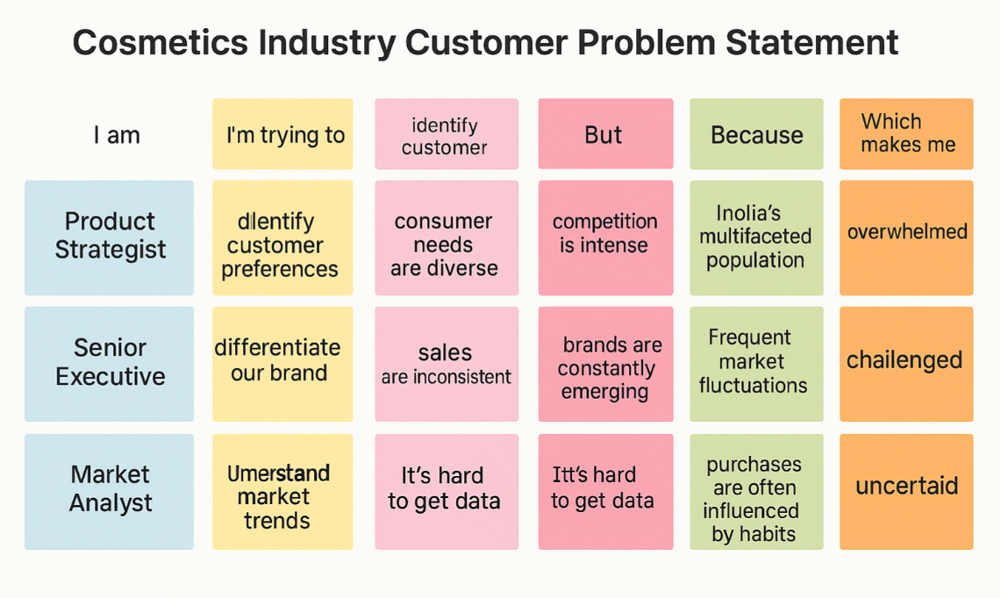 Cosmetics Industry Customer Problem Statement
I am
I'm trying to
identify
customer
But
Because
Which
makes me
Product
Strategist
dlentify
customer
preferences
consumer
needs
are diverse
competition
is intense
Inolia's
multifaceted
population
overwhelmed
Senior
Executive
differentiate
our brand
sales
are inconsistent
brands are
constantly
emerging
Frequent
market
fluctuations
chailenged
Market
Analyst
Umerstand
market
trends
It's hard
to get data
Itt's hard
to get data
purchases
are often
influenced
by habits
uncertaid